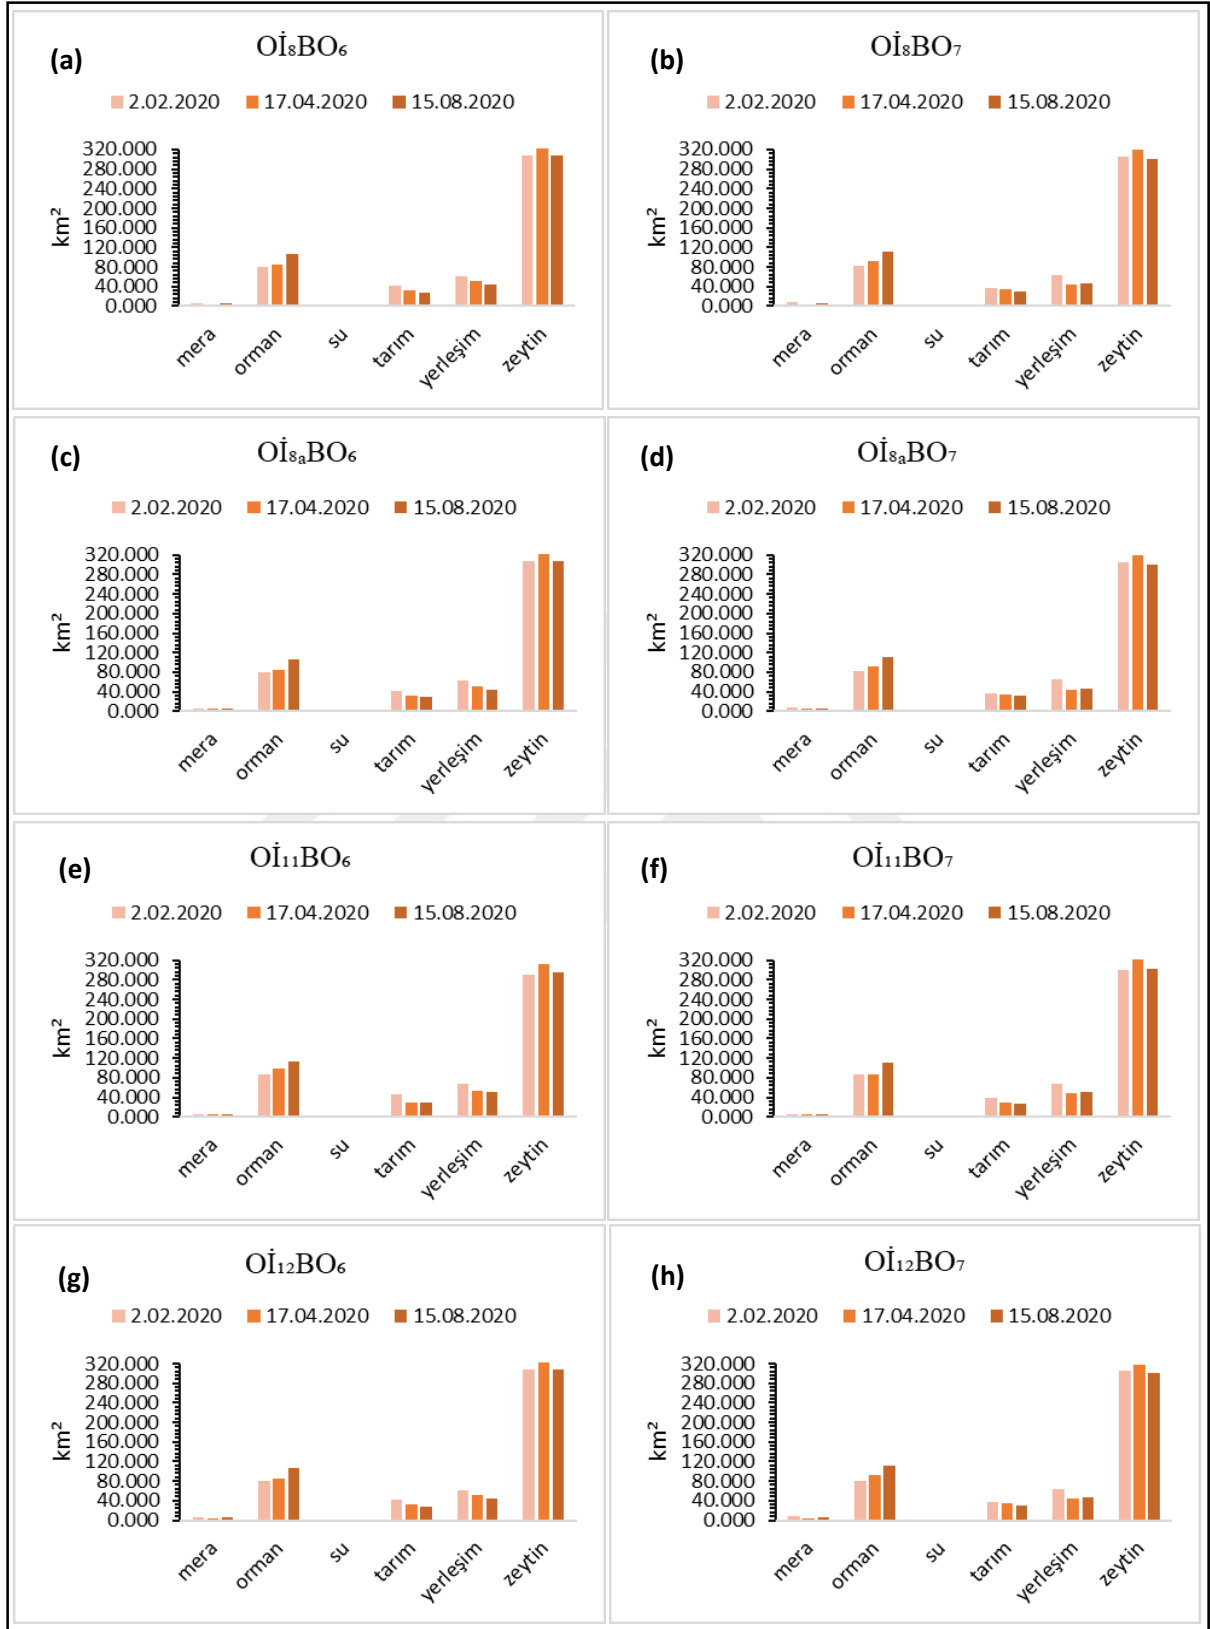 (a) Oİ₈BO₆
2.02.2020 17.04.2020 15.08.2020
320.000
280.000
240.000
200.000
160.000
120.000
80.000
40.000
0.000
km²
mera orman su tarım yerleşim zeytin
(b) Oİ₈BO₇
2.02.2020 17.04.2020 15.08.2020
320.000
280.000
240.000
200.000
160.000
120.000
80.000
40.000
0.000
km²
mera orman su tarım yerleşim zeytin
(c) Oİ₈ₐBO₆
2.02.2020 17.04.2020 15.08.2020
320.000
280.000
240.000
200.000
160.000
120.000
80.000
40.000
0.000
km²
mera orman su tarım yerleşim zeytin
(d) Oİ₈ₐBO₇
2.02.2020 17.04.2020 15.08.2020
320.000
280.000
240.000
200.000
160.000
120.000
80.000
40.000
0.000
km²
mera orman su tarım yerleşim zeytin
(e) Oİ₁₁BO₆
2.02.2020 17.04.2020 15.08.2020
320.000
280.000
240.000
200.000
160.000
120.000
80.000
40.000
0.000
km²
mera orman su tarım yerleşim zeytin
(f) Oİ₁₁BO₇
2.02.2020 17.04.2020 15.08.2020
320.000
280.000
240.000
200.000
160.000
120.000
80.000
40.000
0.000
km²
mera orman su tarım yerleşim zeytin
(g) Oİ₁₂BO₆
2.02.2020 17.04.2020 15.08.2020
320.000
280.000
240.000
200.000
160.000
120.000
80.000
40.000
0.000
km²
mera orman su tarım yerleşim zeytin
(h) Oİ₁₂BO₇
2.02.2020 17.04.2020 15.08.2020
320.000
280.000
240.000
200.000
160.000
120.000
80.000
40.000
0.000
km²
mera orman su tarım yerleşim zeytin